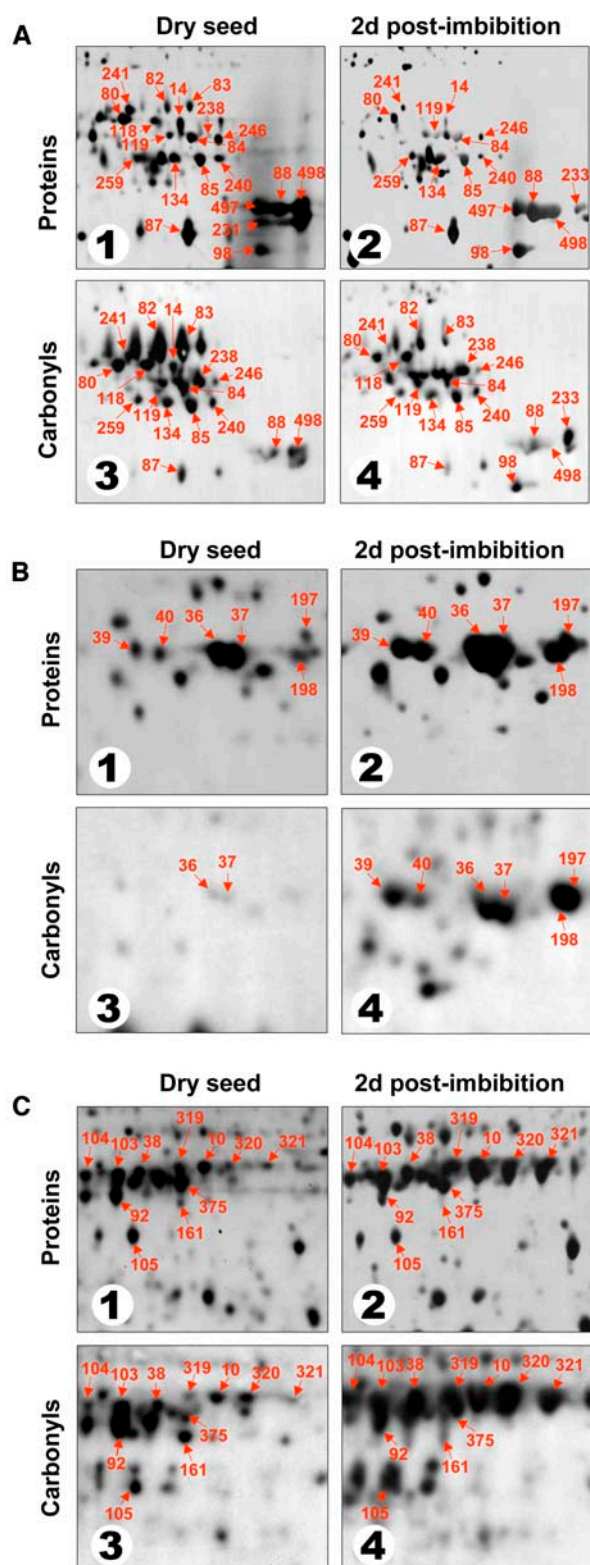 A
Dry seed
2d post-imbibition
Proteins
241 82 83
80 14 238
118 119 246
84
259 134 85 240
497 88 498
231
87 98
1
241 14
80 119 246
84
134 85 240
497 88 233
498
87 98
2
Carbonyls
82 83
241 14
238
80 118 246
119 84
259 134 85 240
88 498
87
3
82 83
241
80 238
118 246
84
259 119 134 85 240
88 233
98 498
87
4
B
Dry seed
2d post-imbibition
Proteins
39 40 36 37 197
198
1
39 40 36 37 197
198
2
Carbonyls
36 37
3
39 40 36 37 197
198
4
C
Dry seed
2d post-imbibition
Proteins
104 103 38 319 10 320 321
92 375
161
105
1
104 103 38 319 10 320 321
92 375
161
105
2
Carbonyls
104 103 38 319 10 320 321
375
92 161
105
3
104 103 38 319 10 320 321
92 375
161
105
4